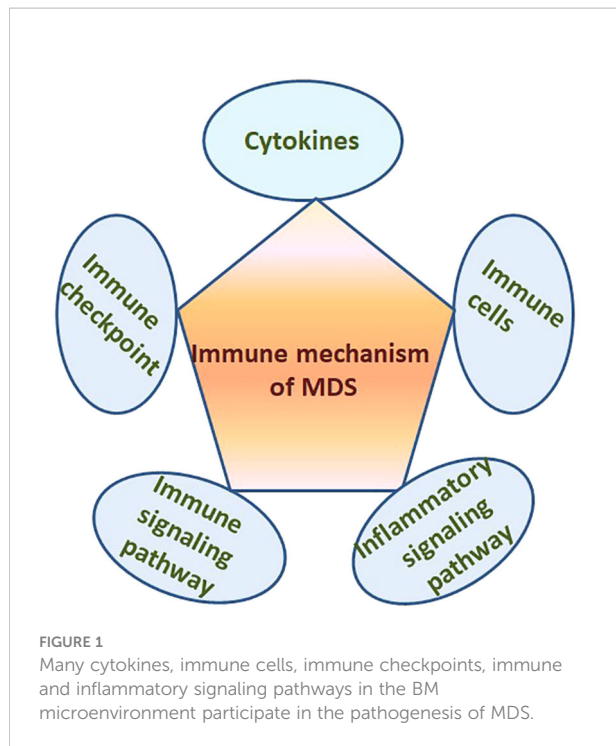 Cytokines
Immune
checkpoint
Immune
cells
Immune mechanism
of MDS
Immune
signaling
pathway
Inflammatory
signaling
pathway
FIGURE 1
Many cytokines, immune cells, immune checkpoints, immune
and inflammatory signaling pathways in the BM
microenvironment participate in the pathogenesis of MDS.